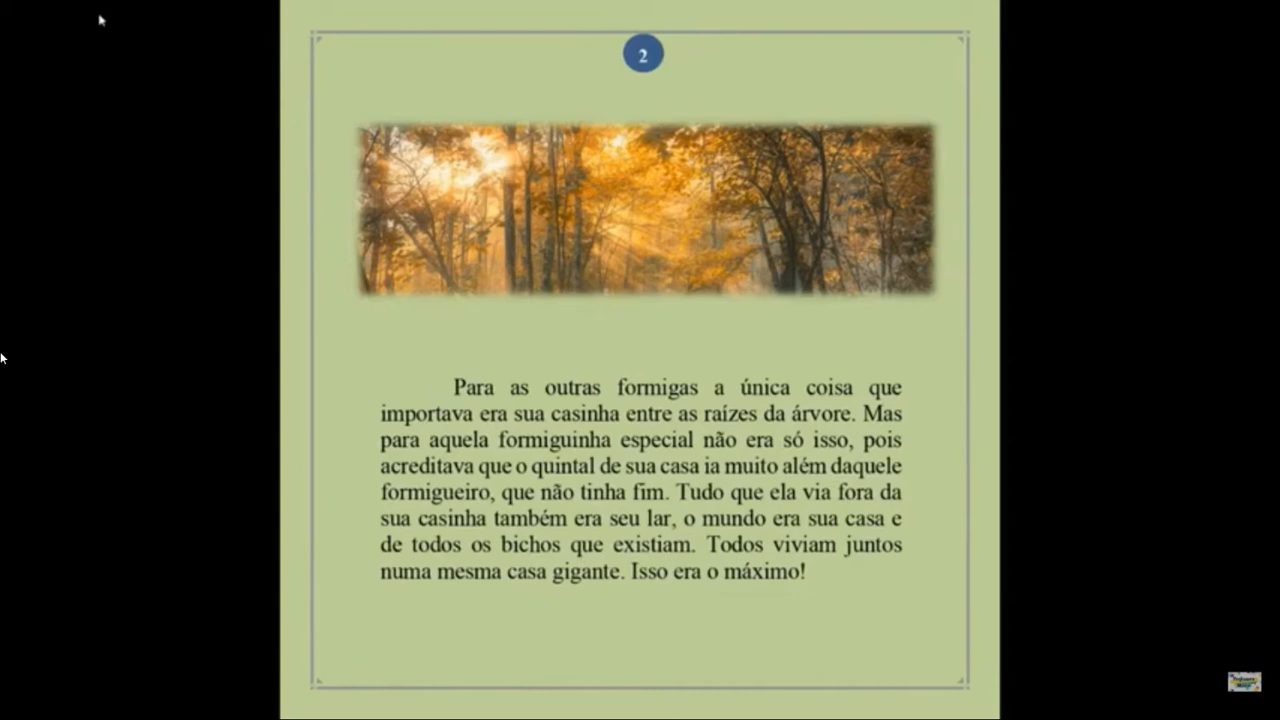 2
Para as outras formigas a única coisa que
importava era sua casinha entre as raízes da árvore. Mas
para aquela formiguinha especial não era só isso, pois
acreditava que o quintal de sua casa ia muito além daquele
formigueiro, que não tinha fim. Tudo que ela via fora da
sua casinha também era seu lar, o mundo era sua casa e
de todos os bichos que existiam. Todos viviam juntos
numa mesma casa gigante. Isso era o máximo!